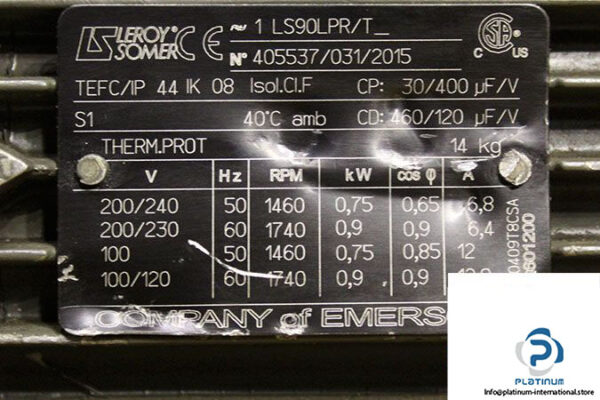 LEROY SOMER CE ~ 1 LS90LPR/T_ CSA C US
N° 405537/031/2015
TEFC/IP 44 IK 08 Isol.Cl.F CP: 30/400 µF/V
S1 40°C amb CD: 460/120 µF/V
THERM.PROT 14 kg
V Hz RPM kW cos φ A
200/240 50 1460 0,75 0,65 6,8
200/230 60 1740 0,9 0,9 6,4
100 50 1460 0,75 0,85 12
100/120 60 1740 0,9 0,9
COMPANY of EMERS
0409T8CSA
601200
PLATINUM
Info@platinum-international.store